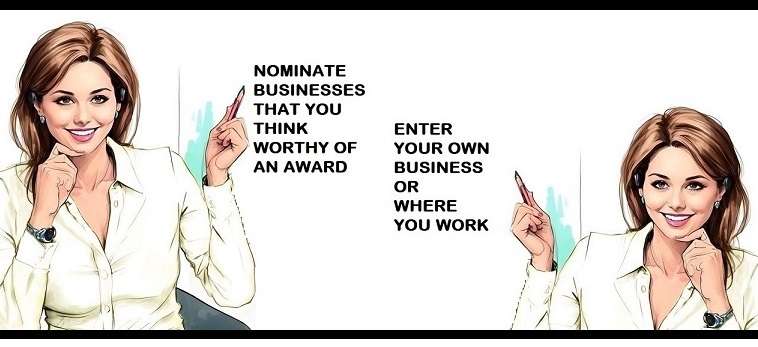 NOMINATE
BUSINESSES
THAT YOU
THINK
WORTHY OF
AN AWARD
ENTER
YOUR OWN
BUSINESS
OR
WHERE
YOU WORK